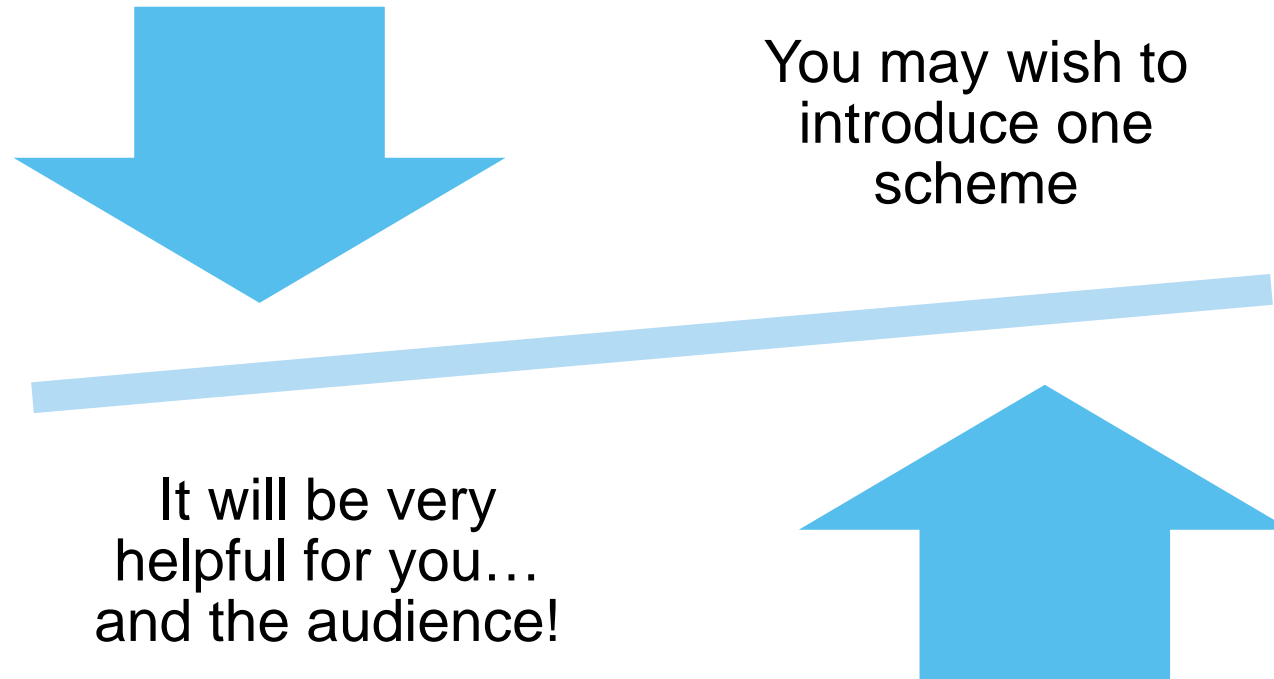 You may wish to
introduce one
scheme
It will be very
helpful for you…
and the audience!